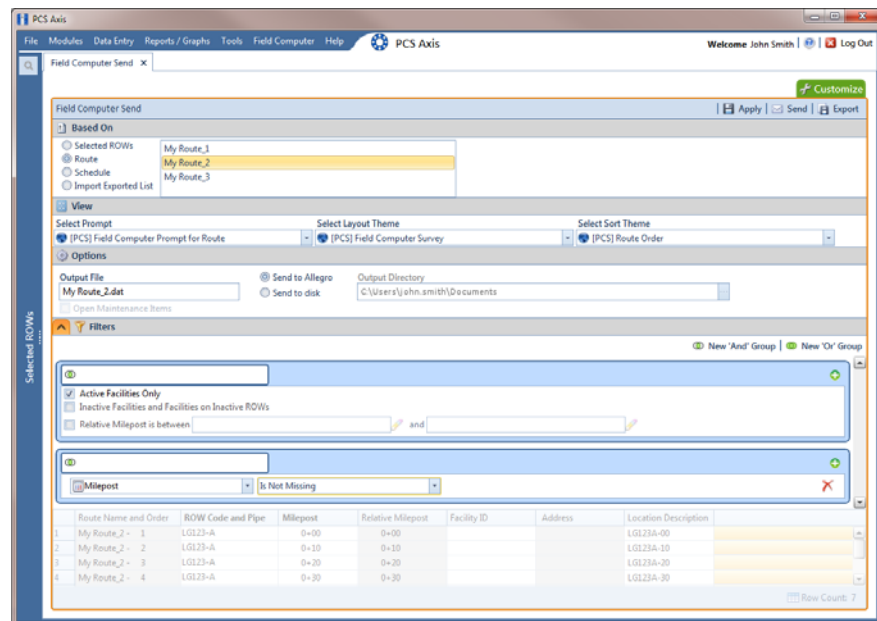 PCS Axis
File Modules Data Entry Reports / Graphs Tools Field Computer Help PCS Axis Welcome John Smith | | Log Out
Field Computer Send X
Customize
Field Computer Send | Apply | Send | Export
Based On
Selected ROWs
Route
Schedule
Import Exported List
My Route_1
My Route_2
My Route_3
View
Select Prompt Select Layout Theme Select Sort Theme
[PCS] Field Computer Prompt for Route [PCS] Field Computer Survey [PCS] Route Order
Options
Output File Send to Allegro Output Directory
My Route_2.dat Send to disk C:\Users\john.smith\Documents
Open Maintenance Items
Filters
Selected ROWs
New 'And' Group | New 'Or' Group
Active Facilities Only
Inactive Facilities and Facilities on Inactive ROWs
Relative Milepost is between and
Milepost Is Not Missing
Route Name and Order ROW Code and Pipe Milepost Relative Milepost Facility ID Address Location Description
1 My Route_2 - 1 LG123-A 0+00 0+00 LG123A-00
2 My Route_2 - 2 LG123-A 0+10 0+10 LG123A-10
3 My Route_2 - 3 LG123-A 0+20 0+20 LG123A-20
4 My Route_2 - 4 LG123-A 0+30 0+30 LG123A-30
Row Count: 7